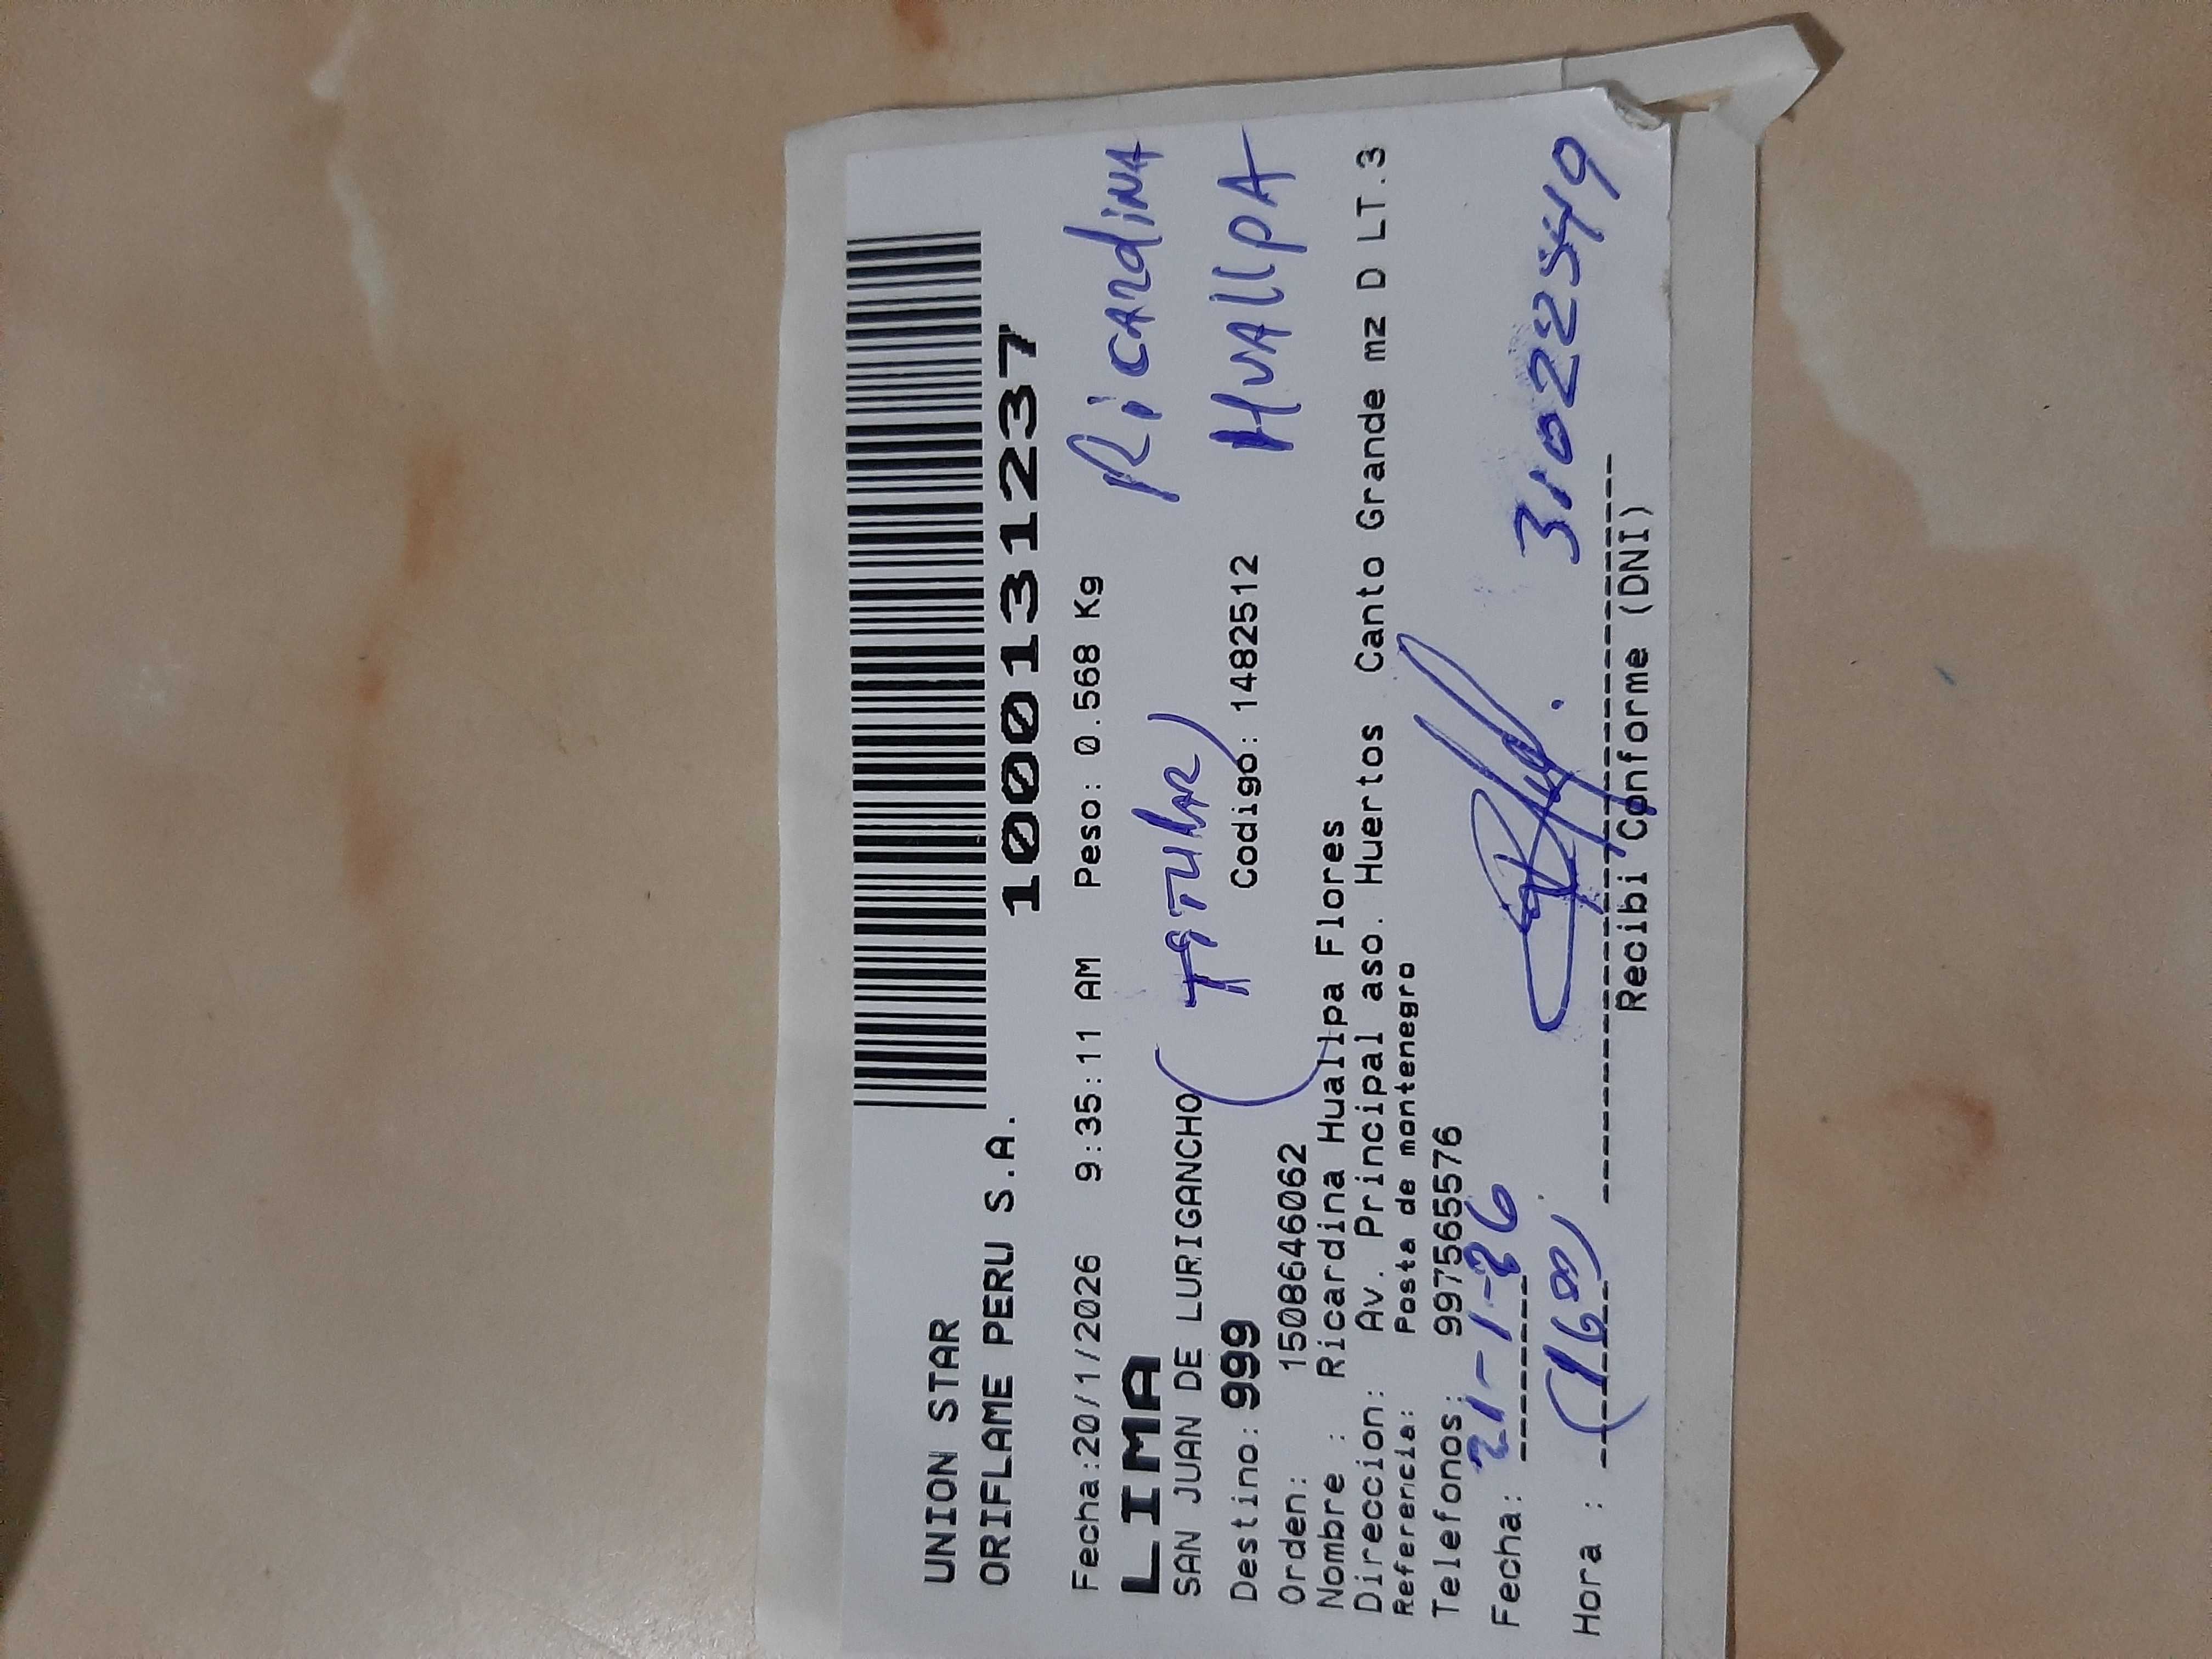 UNION STAR
ORIFLAME PERU S.A.
1000131237
Fecha:20/1/2026 9:35:11 AM Peso: 0.568 Kg
Ricardina
LIMA
SAN JUAN DE LURIGANCHO
(TITULAR)
HUAllpA
Destino: 999 Codigo: 1482512
Orden: 15086460​62
Nombre : Ricardina Huallpa Flores
Direccion: Av. Principal aso. Huertos Canto Grande mz D LT.3
Referencia: Posta de montenegro
Telefonos: 997565576
Fecha: 21-1-26
31022549
Hora :
Recibi Conforme (DNI)